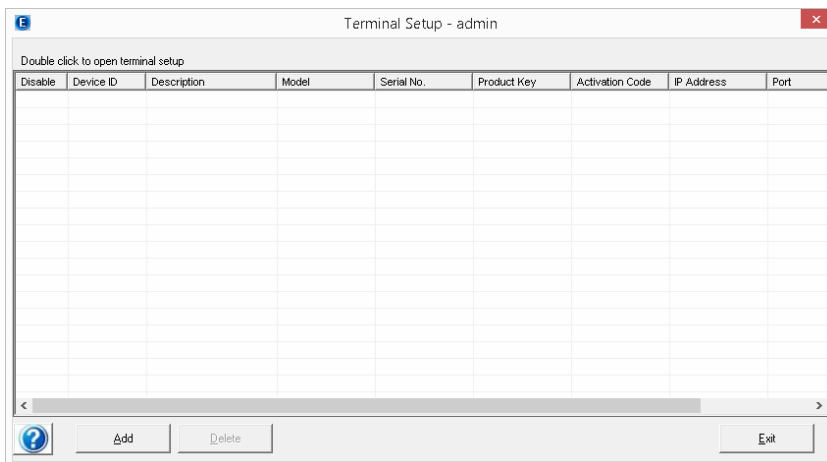 E
Terminal Setup - admin
Double click to open terminal setup
Disable Device ID Description Model Serial No. Product Key Activation Code IP Address Port
? Add Delete Exit